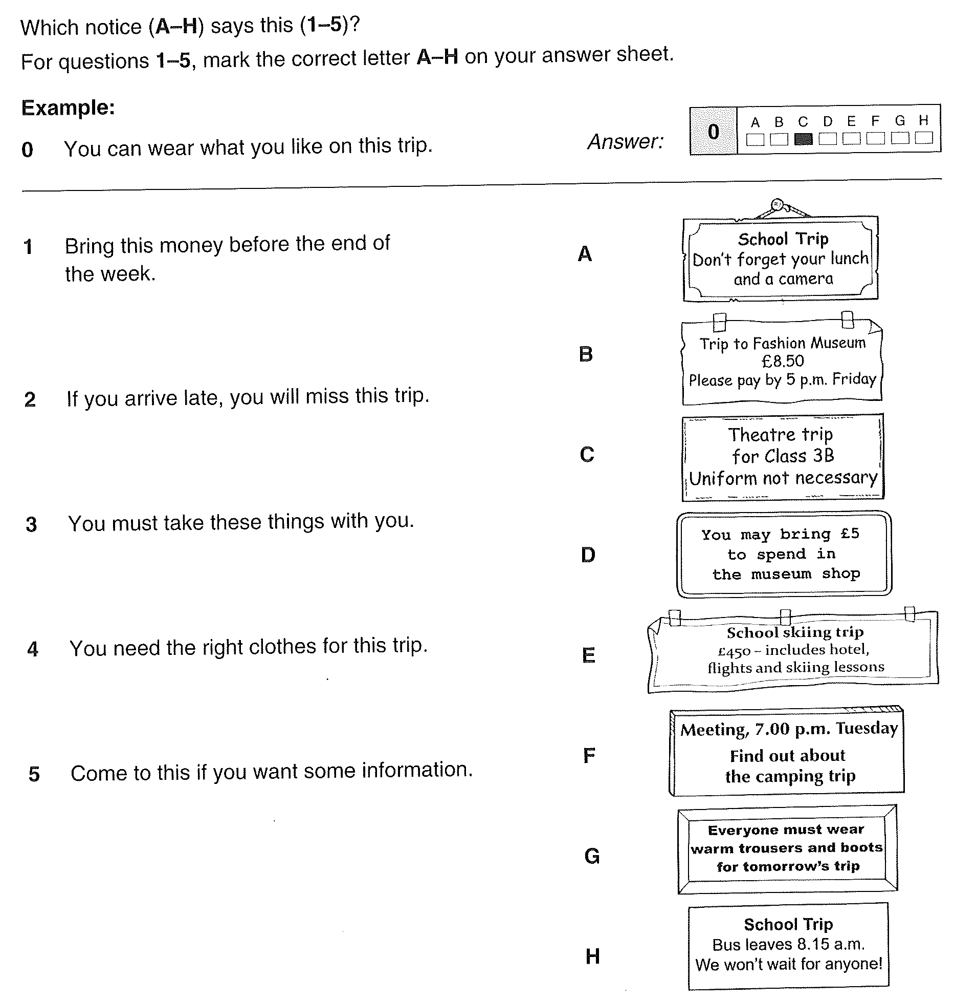 Which notice (A–H) says this (1–5)?
For questions 1–5, mark the correct letter A–H on your answer sheet.
Example:
0 You can wear what you like on this trip.
Answer:
0
A B C D E F G H
1 Bring this money before the end of
the week.
2 If you arrive late, you will miss this trip.
3 You must take these things with you.
4 You need the right clothes for this trip.
5 Come to this if you want some information.
A
School Trip
Don't forget your lunch
and a camera
B
Trip to Fashion Museum
£8.50
Please pay by 5 p.m. Friday
C
Theatre trip
for Class 3B
Uniform not necessary
D
You may bring £5
to spend in
the museum shop
E
School skiing trip
£450 – includes hotel,
flights and skiing lessons
F
Meeting, 7.00 p.m. Tuesday
Find out about
the camping trip
G
Everyone must wear
warm trousers and boots
for tomorrow's trip
H
School Trip
Bus leaves 8.15 a.m.
We won't wait for anyone!